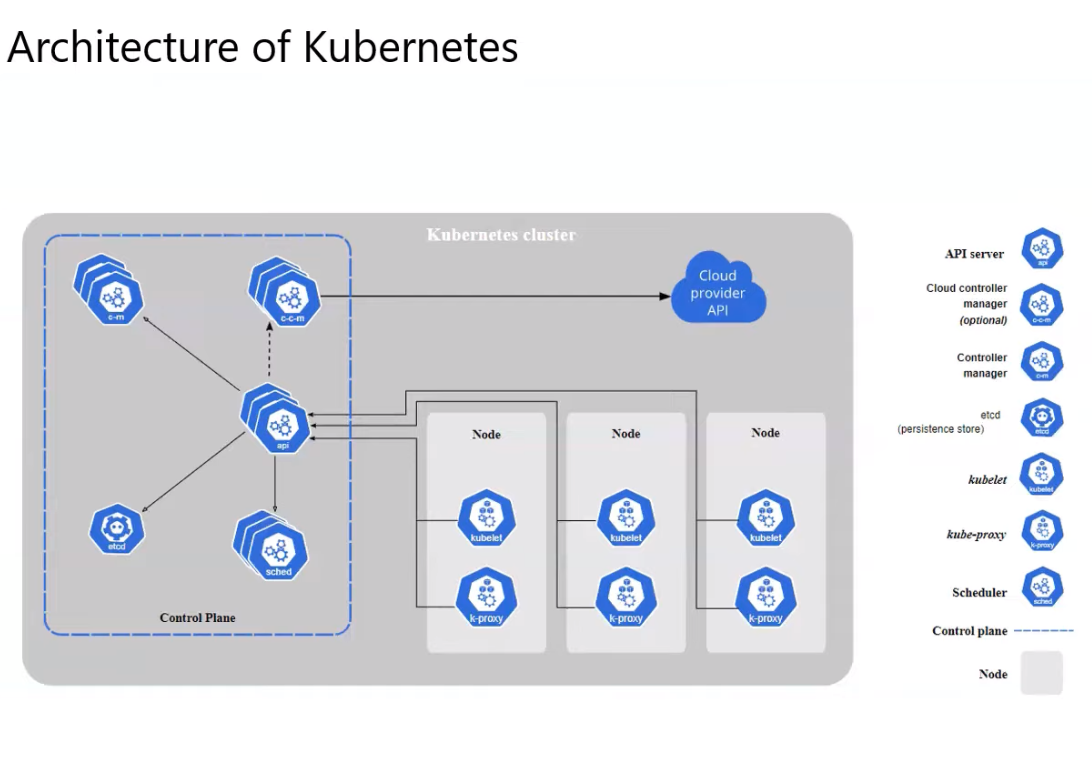 Architecture of Kubernetes
Kubernetes cluster
c-m
c-c-m
Cloud
provider
API
api
etcd
sched
Control Plane
Node
kubelet
k-proxy
Node
kubelet
k-proxy
Node
kubelet
k-proxy
API server
api
Cloud controller
manager
(optional)
c-c-m
Controller
manager
c-m
etcd
(persistence store)
etcd
kubelet
kubelet
kube-proxy
k-proxy
Scheduler
sched
Control plane
Node